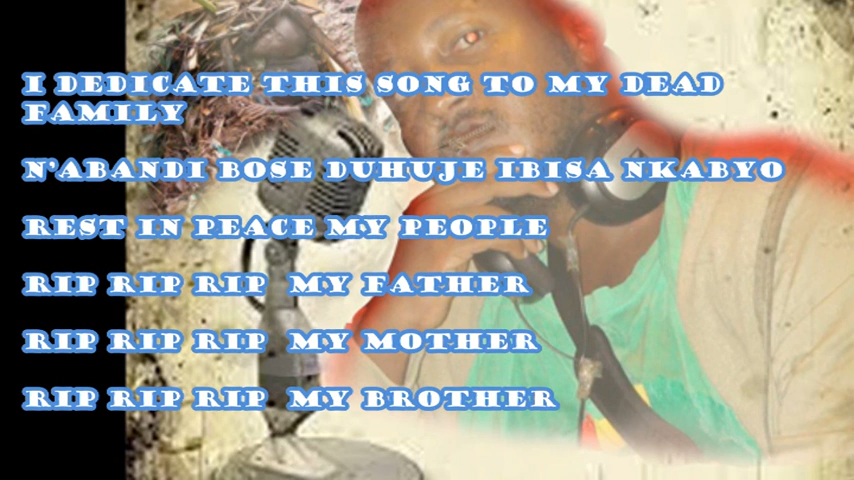 I DEDICATE THIS SONG TO MY DEAD
FAMILY
N'ABANDI BOSE DUHUJE IBISA NKABYO
REST IN PEACE MY PEOPLE
RIP RIP RIP MY FATHER
RIP RIP RIP MY MOTHER
RIP RIP RIP MY BROTHER